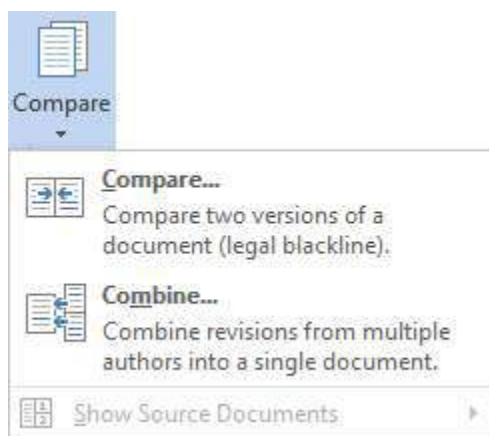 Compare
Compare...
Compare two versions of a
document (legal blackline).
Combine...
Combine revisions from multiple
authors into a single document.
Show Source Documents